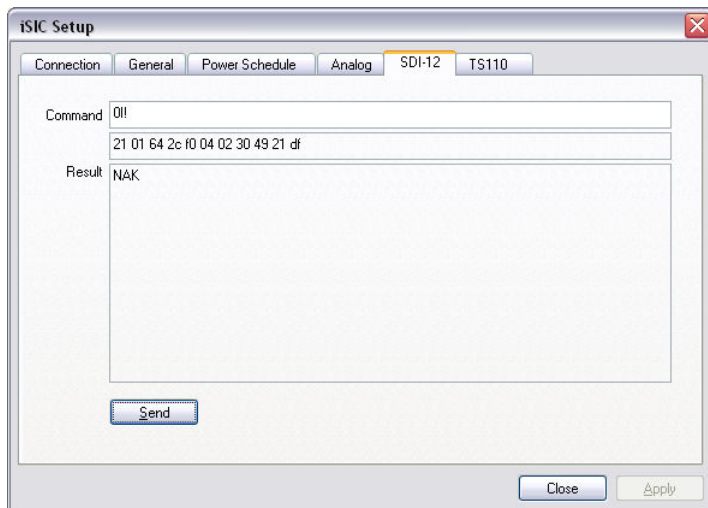 iSIC Setup
Connection General Power Schedule Analog SDI-12 TS110
Command 0I!!
21 01 64 2c f0 04 02 30 49 21 df
Result NAK
Send
Close Apply